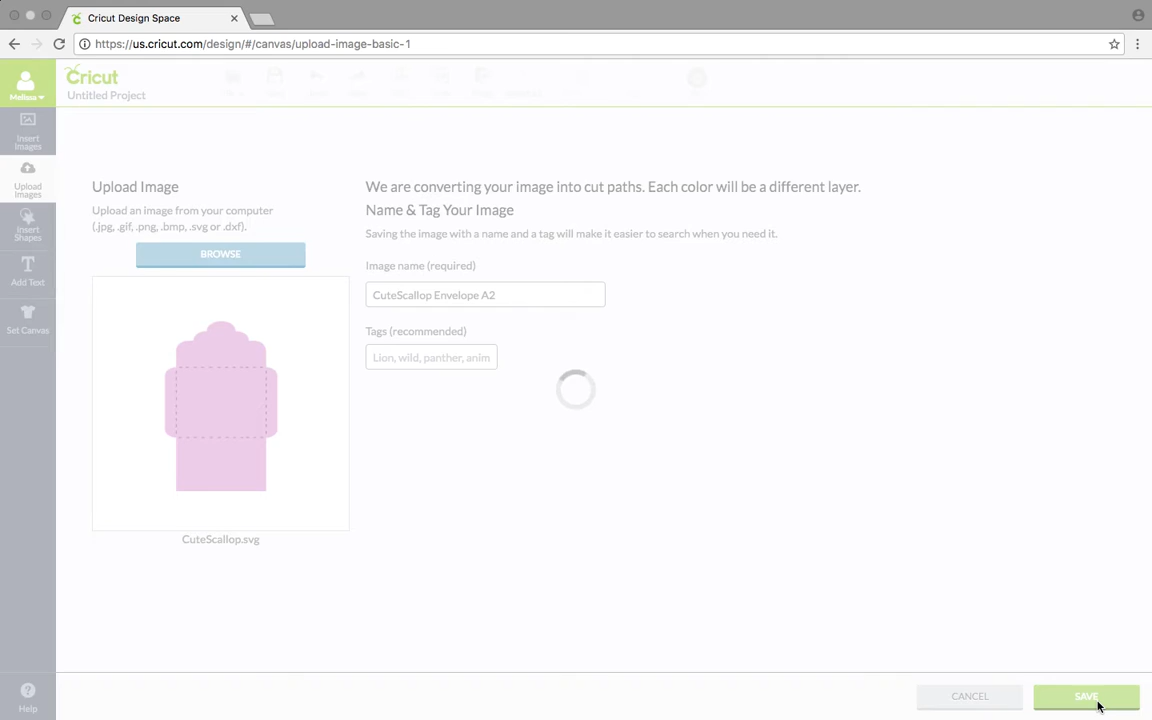 Cricut Design Space
https://us.cricut.com/design/#/canvas/upload-image-basic-1
Melissa
Cricut
Untitled Project
Insert
Images
Upload
Images
Insert
Shapes
Add Text
Set Canvas
Help
Upload Image
Upload an image from your computer
(.jpg, .gif, .png, .bmp, .svg or .dxf).
BROWSE
CuteScallop.svg
We are converting your image into cut paths. Each color will be a different layer.
Name & Tag Your Image
Saving the image with a name and a tag will make it easier to search when you need it.
Image name (required)
CuteScallop Envelope A2
Tags (recommended)
Lion, wild, panther, anim
CANCEL
SAVE